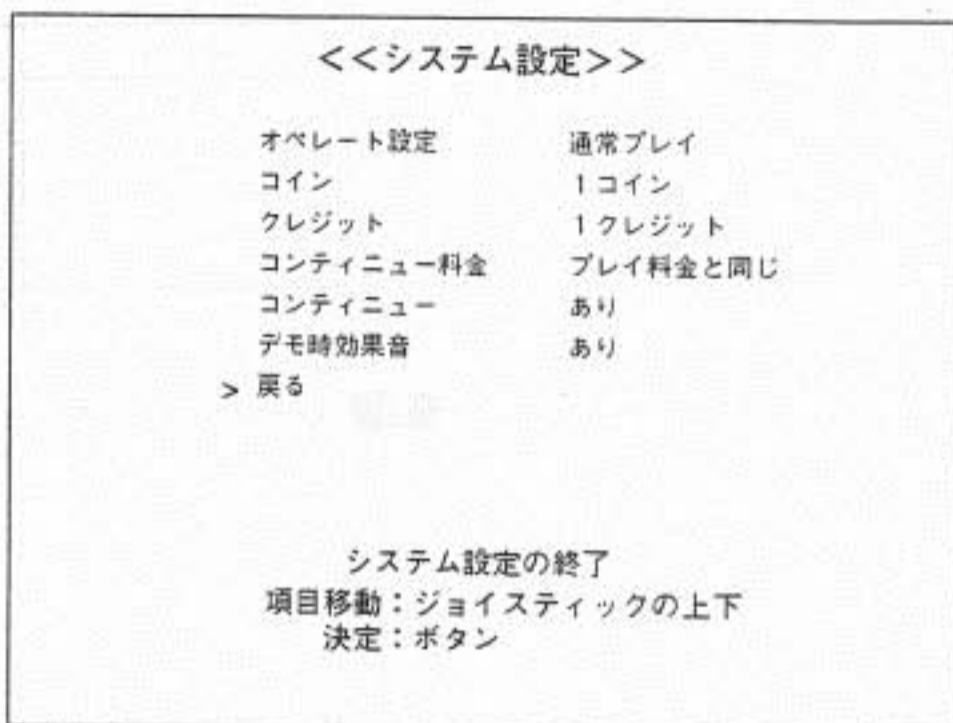 <<システム設定>>
オペレート設定 通常プレイ
コイン 1コイン
クレジット 1クレジット
コンティニュー料金 プレイ料金と同じ
コンティニュー あり
デモ時効果音 あり
> 戻る
システム設定の終了
項目移動：ジョイスティックの上下
決定：ボタン